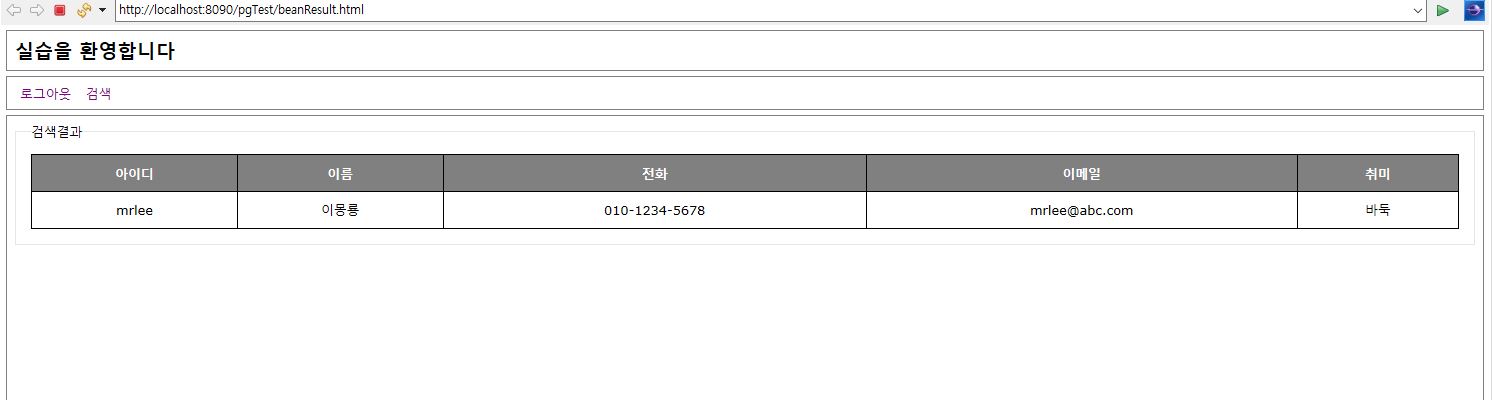 http://localhost:8090/pgTest/beanResult.html
실습을 환영합니다
로그아웃 검색
검색결과
아이디 이름 전화 이메일 취미
mrlee 이몽룡 010-1234-5678 mrlee@abc.com 바둑